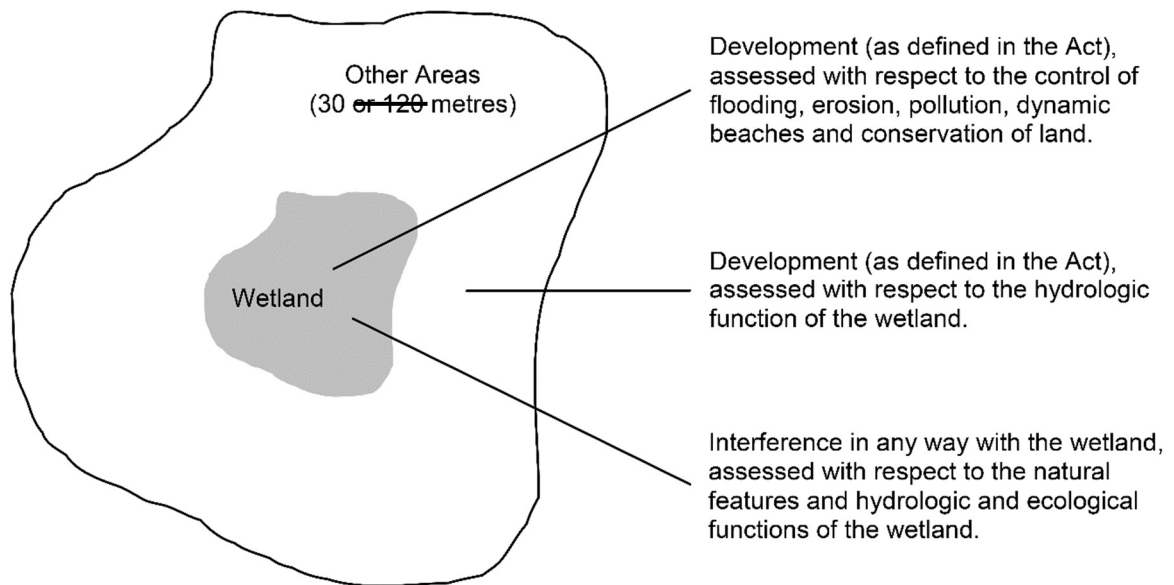 Other Areas
(30 or 120 metres)
Wetland
Development (as defined in the Act),
assessed with respect to the control of
flooding, erosion, pollution, dynamic
beaches and conservation of land.
Development (as defined in the Act),
assessed with respect to the hydrologic
function of the wetland.
Interference in any way with the wetland,
assessed with respect to the natural
features and hydrologic and ecological
functions of the wetland.